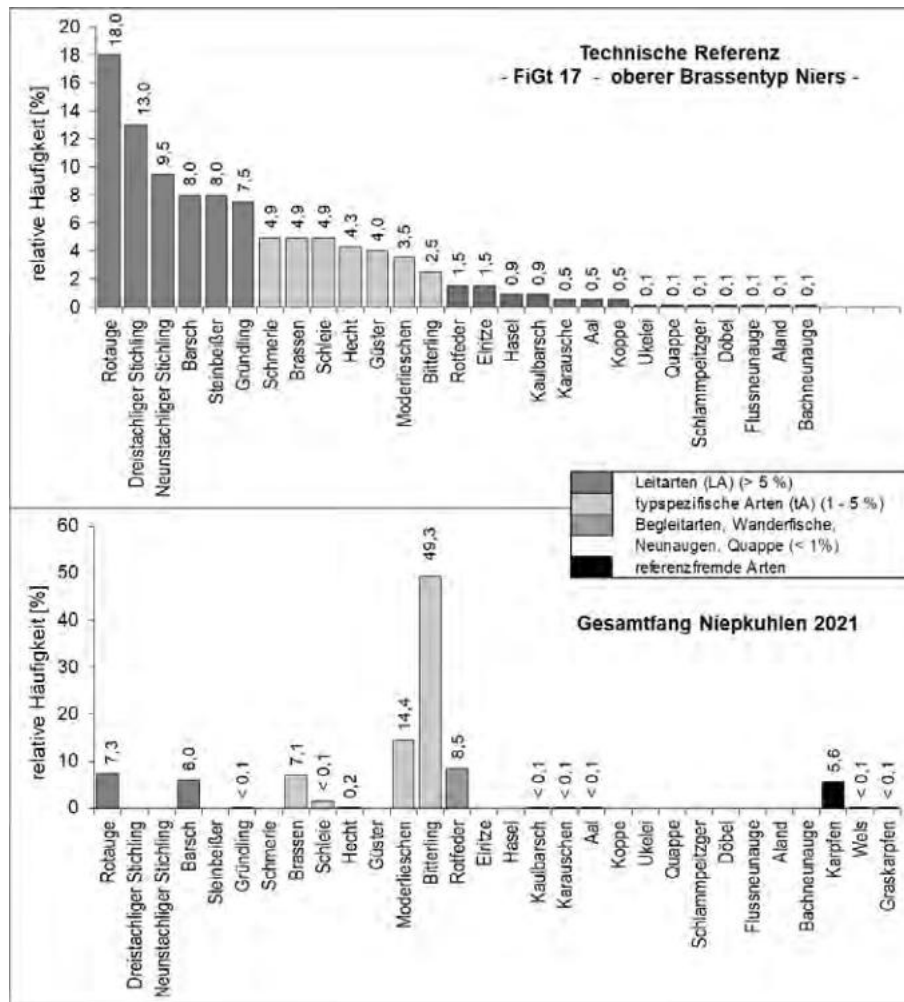 Technische Referenz
- FiGt 17 - oberer Brassentyp Niers -
relative Häufigkeit [%]
20
18
16
14
12
10
8
6
4
2
0
18,0
13,0
9,5
8,0
8,0
7,5
4,9
4,9
4,9
4,3
4,0
3,5
2,5
1,5
1,5
0,9
0,9
0,5
0,5
0,5
0,1
0,1
0,1
0,1
0,1
0,1
0,1
Rotauge
Dreistachliger Stichling
Neunstachliger Stichling
Barsch
Steinbeißer
Gründling
Schmerle
Brassen
Schleie
Hecht
Güster
Moderlieschen
Bitterling
Rotfeder
Elritze
Hasel
Kaulbarsch
Karausche
Aal
Koppe
Ukelei
Quappe
Schlammpeitzger
Döbel
Flussneunauge
Aland
Bachneunauge
Leitarten (LA) (> 5 %)
typspezifische Arten (tA) (1 - 5 %)
Begleitarten, Wanderfische,
Neunaugen, Quappe (< 1%)
referenzfremde Arten
Gesamtfang Niepkuhlen 2021
relative Häufigkeit [%]
60
50
40
30
20
10
0
7,3
6,0
< 0,1
7,1
< 0,1
0,2
14,4
49,3
8,5
< 0,1
< 0,1
< 0,1
5,6
< 0,1
< 0,1
Rotauge
Dreistachliger Stichling
Neunstachliger Stichling
Barsch
Steinbeißer
Gründling
Schmerle
Brassen
Schleie
Hecht
Güster
Moderlieschen
Bitterling
Rotfeder
Elritze
Hasel
Kaulbarsch
Karauschen
Aal
Koppe
Ukelei
Quappe
Schlammpeitzger
Döbel
Flussneunauge
Aland
Bachneunauge
Karpfen
Wels
Graskarpfen